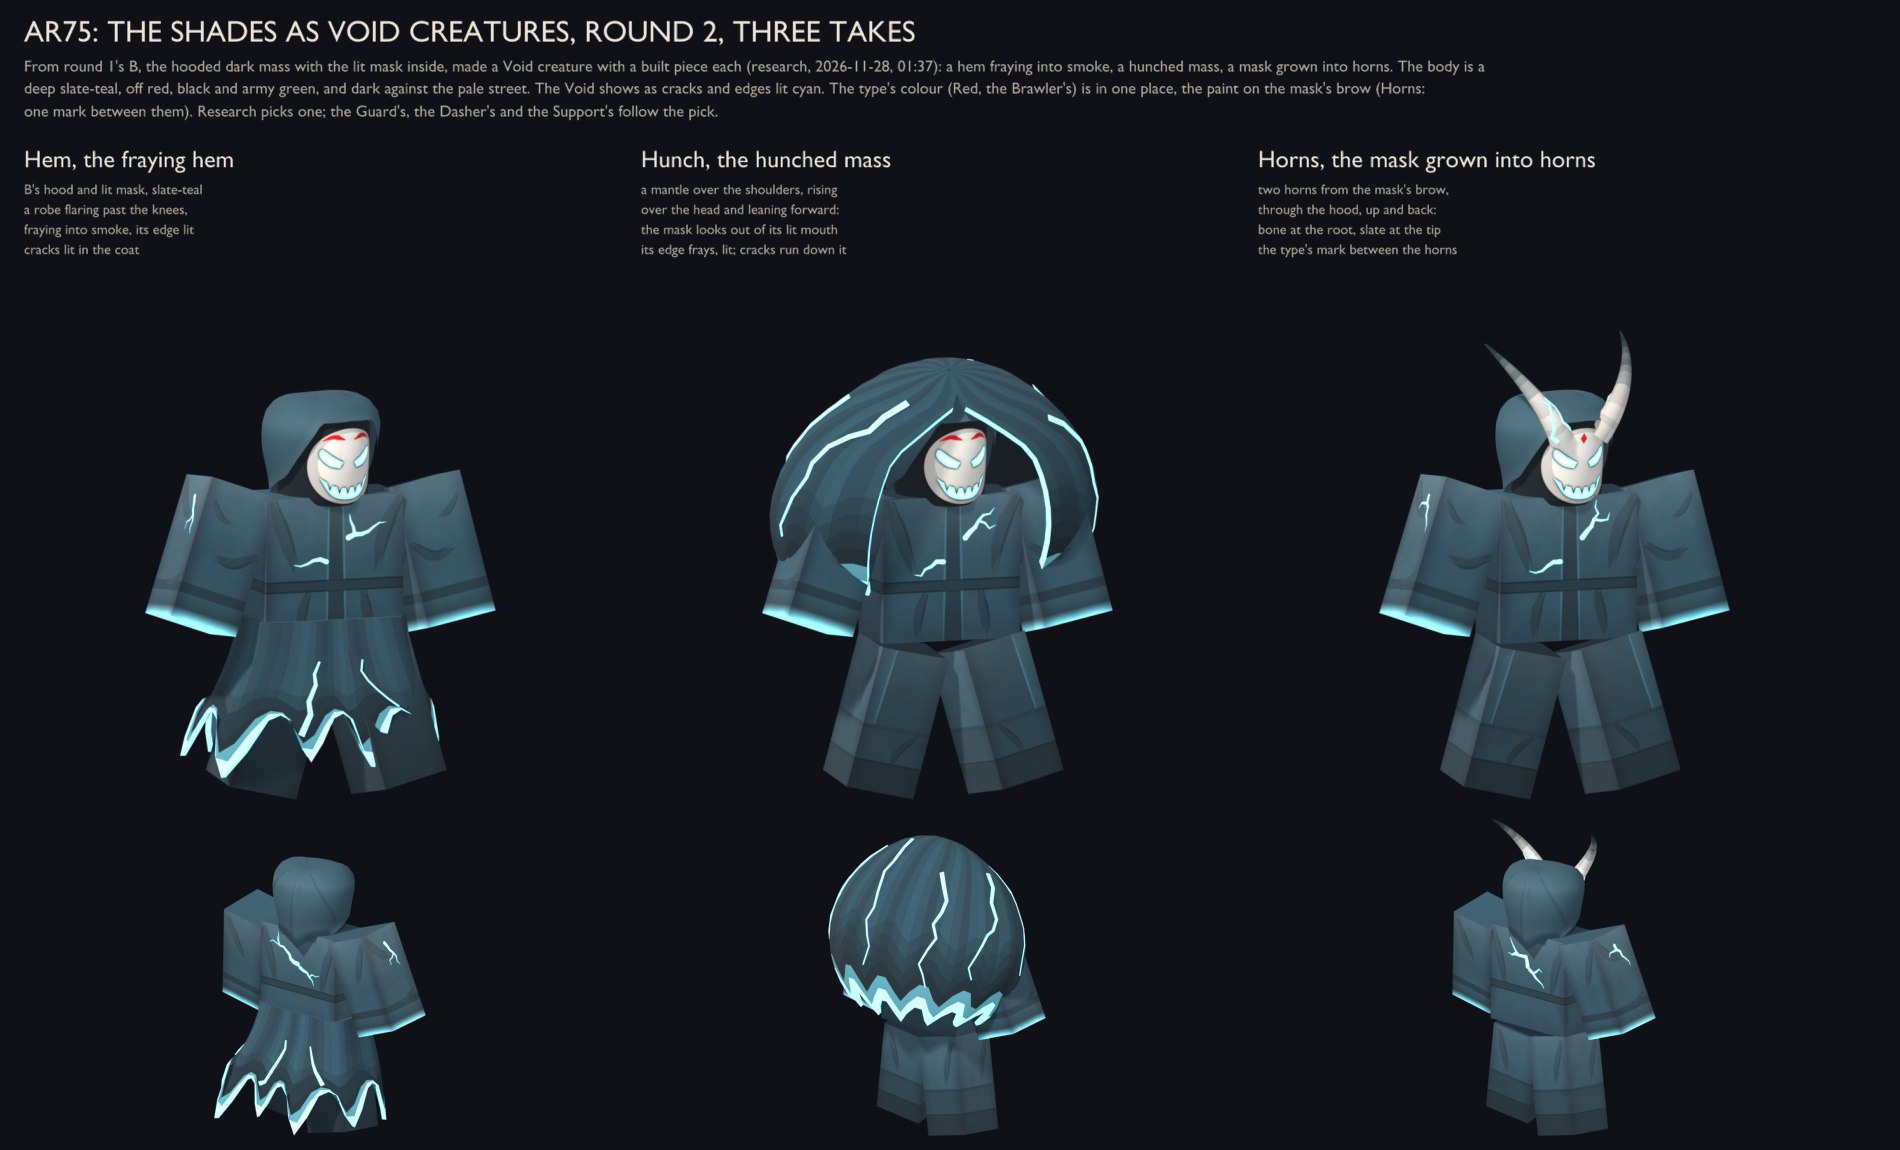 AR75: THE SHADES AS VOID CREATURES, ROUND 2, THREE TAKES
From round 1's B, the hooded dark mass with the lit mask inside, made a Void creature with a built piece each (research, 2026-11-28, 01:37): a hem fraying into smoke, a hunched mass, a mask grown into horns. The body is a
deep slate-teal, off red, black and army green, and dark against the pale street. The Void shows as cracks and edges lit cyan. The type's colour (Red, the Brawler's) is in one place, the paint on the mask's brow (Horns:
one mark between them). Research picks one; the Guard's, the Dasher's and the Support's follow the pick.
Hem, the fraying hem
B's hood and lit mask, slate-teal
a robe flaring past the knees,
fraying into smoke, its edge lit
cracks lit in the coat
Hunch, the hunched mass
a mantle over the shoulders, rising
over the head and leaning forward:
the mask looks out of its lit mouth
its edge frays, lit; cracks run down it
Horns, the mask grown into horns
two horns from the mask's brow,
through the hood, up and back:
bone at the root, slate at the tip
the type's mark between the horns